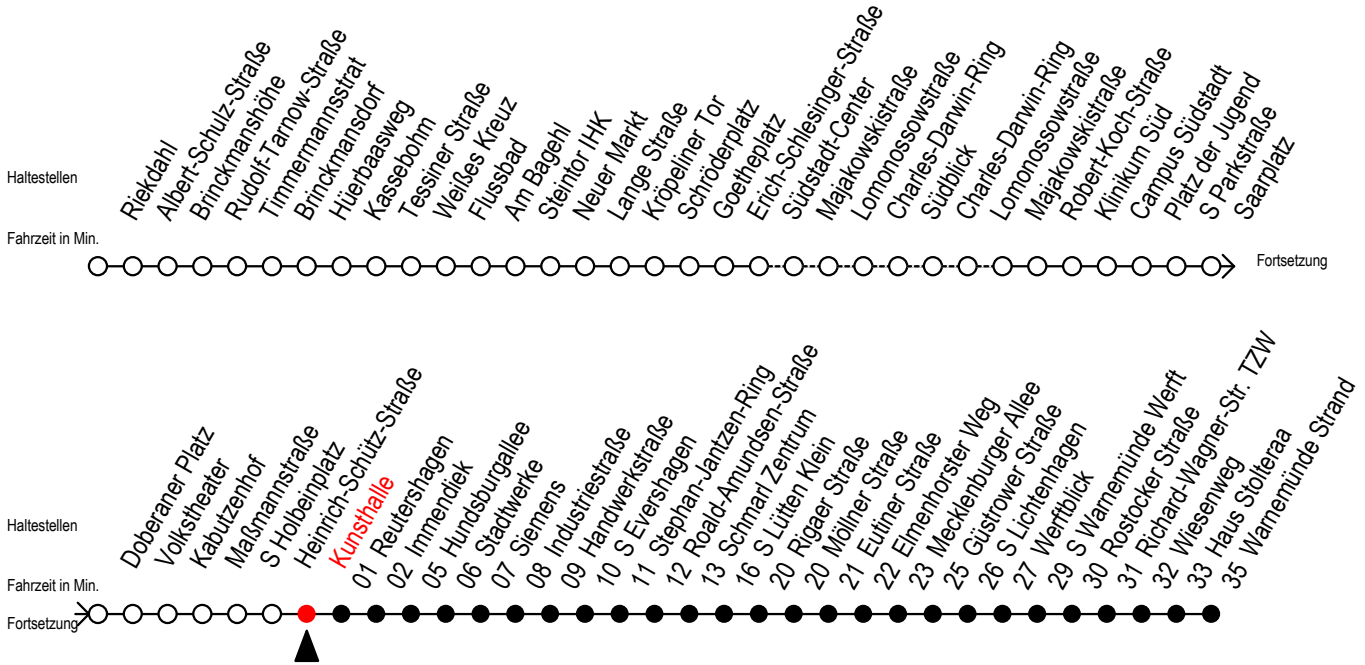 Haltestellen
Riekdahl
Albert-Schulz-Straße
Brinckmanshöhe
Rudolf-Tarnow-Straße
Timmermannsstrat
Brinckmansdorf
Hüerbaasweg
Kassebohm
Tessiner Straße
Weißes Kreuz
Flussbad
Am Bagehl
Steintor IHK
Neuer Markt
Lange Straße
Kröpeliner Tor
Schröderplatz
Goetheplatz
Erich-Schlesinger-Straße
Südstadt-Center
Majakowskistraße
Lomonossowstraße
Charles-Darwin-Ring
Südblick
Charles-Darwin-Ring
Lomonossowstraße
Majakowskistraße
Robert-Koch-Straße
Klinikum Süd
Campus Südstadt
Platz der Jugend
S Parkstraße
Saarplatz
Fahrzeit in Min.
Fortsetzung
Haltestellen
Doberaner Platz
Volkstheater
Kabutzenhof
Maßmannstraße
S Holbeinplatz
Heinrich-Schütz-Straße
Kunsthalle
01 Reutershagen
02 Immendiek
05 Hundsburgallee
06 Stadtwerke
07 Siemens
08 Industriestraße
09 Handwerkstraße
10 S Evershagen
11 Stephan-Jantzen-Ring
12 Roald-Amundsen-Straße
13 Schmarl Zentrum
16 S Lütten Klein
20 Rigaer Straße
20 Möllner Straße
21 Eutiner Straße
22 Elmenhorster Weg
23 Mecklenburger Allee
25 Güstrower Straße
26 S Lichtenhagen
27 Werftblick
29 S Warnemünde Werft
30 Rostocker Straße
31 Richard-Wagner-Str. TZW
32 Wiesenweg
33 Haus Stolteraa
35 Warnemünde Strand
Fahrzeit in Min.
Fortsetzung